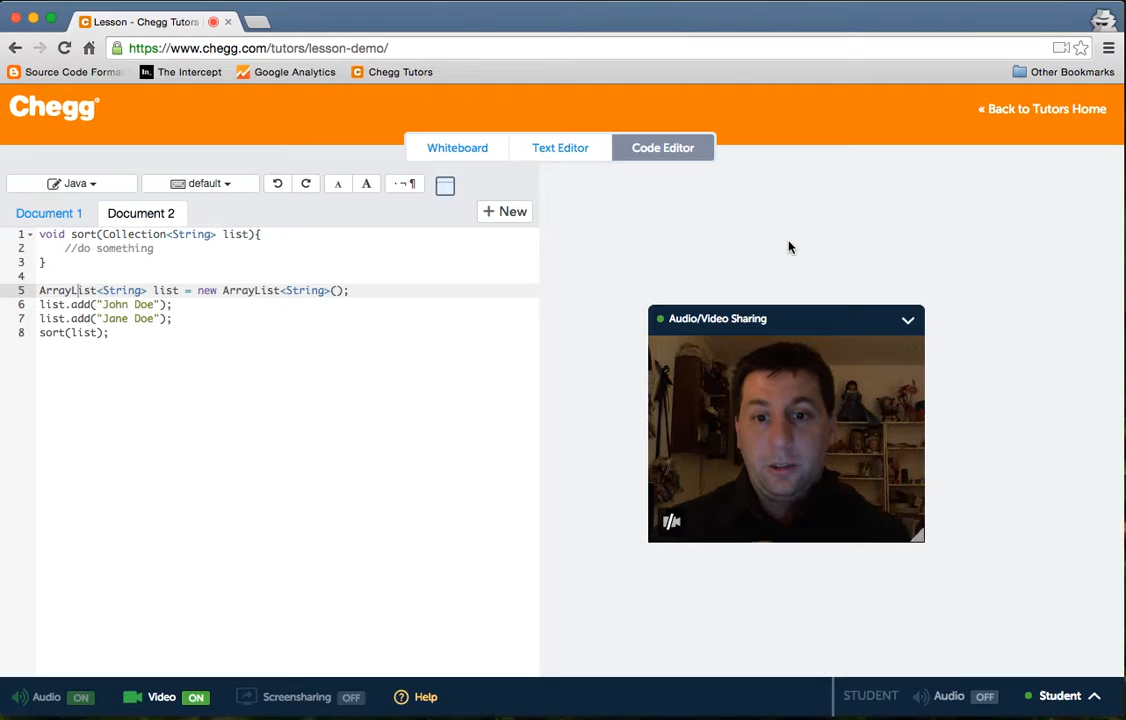 Lesson - Chegg Tutors
https://www.chegg.com/tutors/lesson-demo/
Source Code Forma
In_ The Intercept
Google Analytics
C Chegg Tutors
Other Bookmarks
Chegg®
« Back to Tutors Home
Whiteboard
Text Editor
Code Editor
Java
default
A
A
Document 1
Document 2
+ New
1 void sort(Collection<String> list){
2 //do something
3 }
4
5 ArrayList<String> list = new ArrayList<String>();
6 list.add("John Doe");
7 list.add("Jane Doe");
8 sort(list);
Audio/Video Sharing
Audio ON
Video ON
Screensharing OFF
? Help
STUDENT
Audio OFF
Student